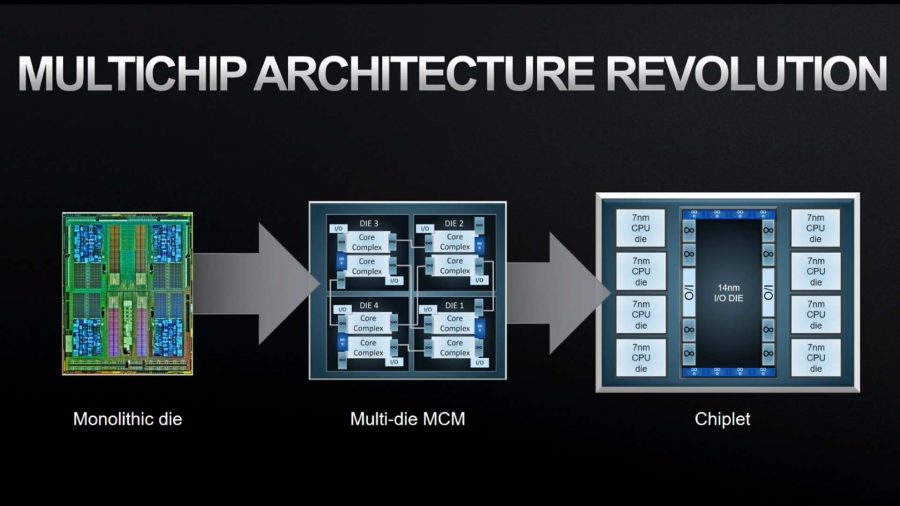 MULTICHIP ARCHITECTURE REVOLUTION
DIE 3
I/O
Core
Complex
Core
Complex
I/O
DIE 2
I/O
Core
Complex
Core
Complex
I/O
DIE 4
I/O
Core
Complex
Core
Complex
I/O
DIE 1
I/O
Core
Complex
Core
Complex
I/O
7nm
CPU
die
7nm
CPU
die
7nm
CPU
die
7nm
CPU
die
∞
∞
I/O
∞
∞
14nm
I/O DIE
∞
∞
I/O
∞
∞
7nm
CPU
die
7nm
CPU
die
7nm
CPU
die
7nm
CPU
die
Monolithic die
Multi-die MCM
Chiplet